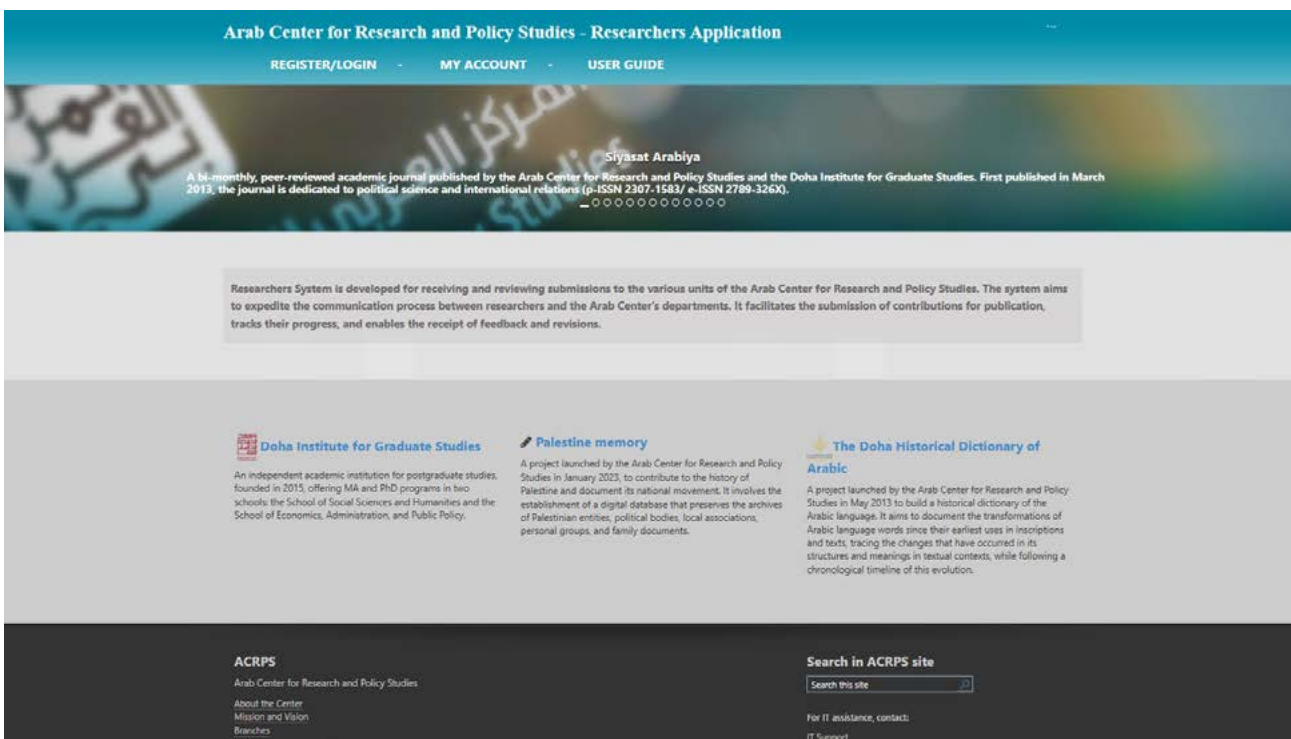 Arab Center for Research and Policy Studies - Researchers Application
...
REGISTER/LOGIN - MY ACCOUNT - USER GUIDE
المركز العربي
Studies
Siyasat Arabiya
A bi-monthly, peer-reviewed academic journal published by the Arab Center for Research and Policy Studies and the Doha Institute for Graduate Studies. First published in March
2013, the journal is dedicated to political science and international relations (p-ISSN 2307-1583/ e-ISSN 2789-326X).
Researchers System is developed for receiving and reviewing submissions to the various units of the Arab Center for Research and Policy Studies. The system aims
to expedite the communication process between researchers and the Arab Center's departments. It facilitates the submission of contributions for publication,
tracks their progress, and enables the receipt of feedback and revisions.
Doha Institute for Graduate Studies
An independent academic institution for postgraduate studies,
founded in 2015, offering MA and PhD programs in two
schools: the School of Social Sciences and Humanities and the
School of Economics, Administration, and Public Policy.
Palestine memory
A project launched by the Arab Center for Research and Policy
Studies in January 2023, to contribute to the history of
Palestine and document its national movement. It involves the
establishment of a digital database that preserves the archives
of Palestinian entities, political bodies, local associations,
personal groups, and family documents.
The Doha Historical Dictionary of
Arabic
A project launched by the Arab Center for Research and Policy
Studies in May 2013 to build a historical dictionary of the
Arabic language. It aims to document the transformations of
Arabic language words since their earliest uses in inscriptions
and texts, tracing the changes that have occurred in its
structures and meanings in textual contexts, while following a
chronological timeline of this evolution.
ACRPS
Arab Center for Research and Policy Studies
About the Center
Mission and Vision
Branches
Search in ACRPS site
Search this site
For IT assistance, contact:
IT Support